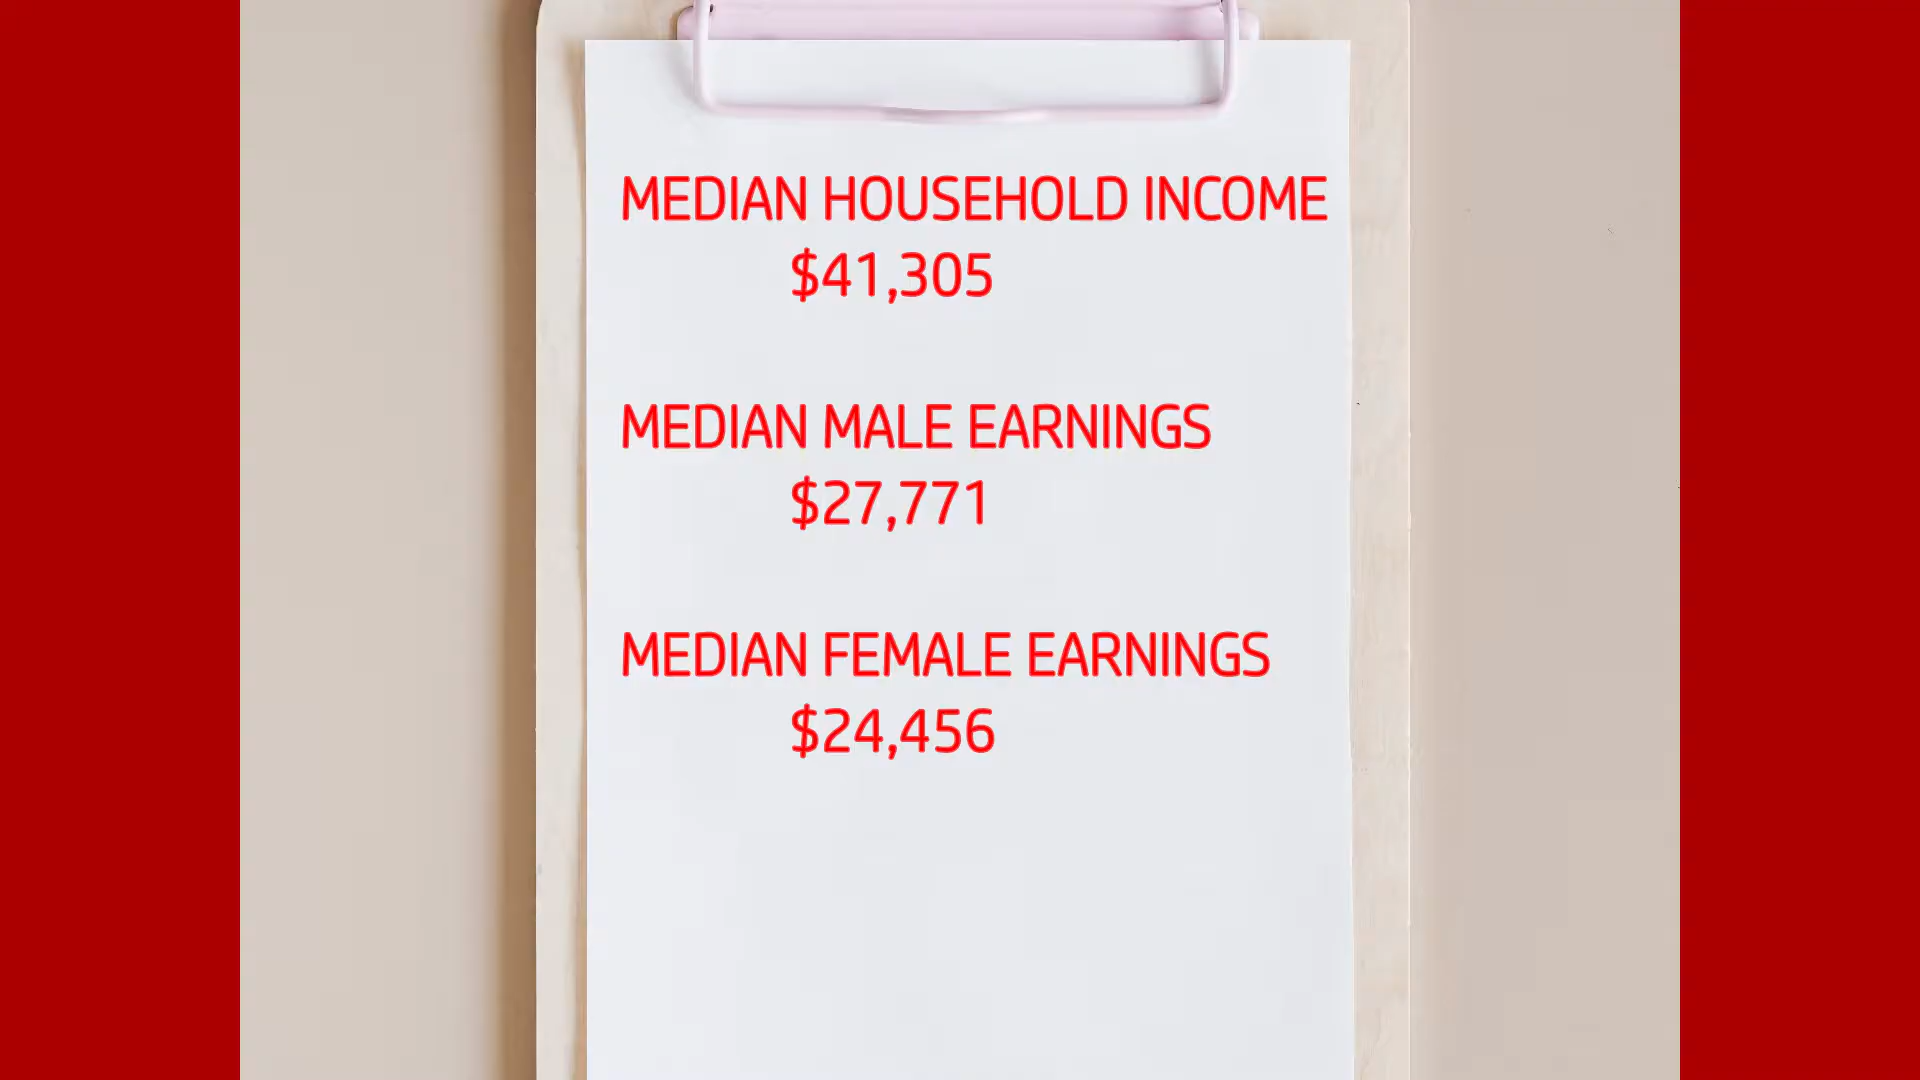 MEDIAN HOUSEHOLD INCOME
$41,305
MEDIAN MALE EARNINGS
$27,771
MEDIAN FEMALE EARNINGS
$24,456